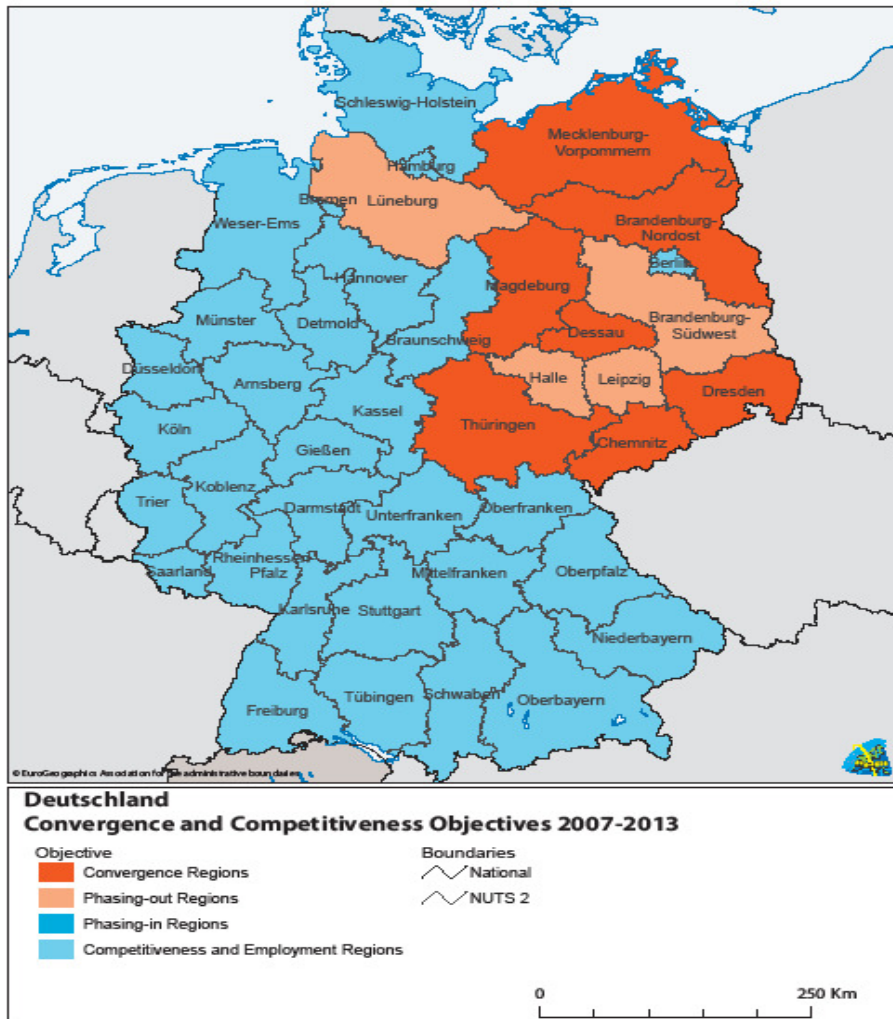 Schleswig-Holstein
Mecklenburg-
Vorpommern
Hamburg
Bremen
Lüneburg
Weser-Ems
Brandenburg-
Nordost
Berlin
Hannover
Magdeburg
Münster
Detmold
Braunschweig
Dessau
Brandenburg-
Südwest
Düsseldorf
Arnsberg
Kassel
Halle
Leipzig
Dresden
Köln
Thüringen
Chemnitz
Gießen
Koblenz
Trier
Darmstadt
Unterfranken
Oberfranken
Saarland
Rheinhessen
Pfalz
Mittelfranken
Oberpfalz
Karlsruhe
Stuttgart
Niederbayern
Freiburg
Tübingen
Schwaben
Oberbayern
© EuroGeographics Association for the administrative boundaries
Deutschland
Convergence and Competitiveness Objectives 2007-2013
Objective
Convergence Regions
Phasing-out Regions
Phasing-in Regions
Competitiveness and Employment Regions
Boundaries
National
NUTS 2
0 250 Km